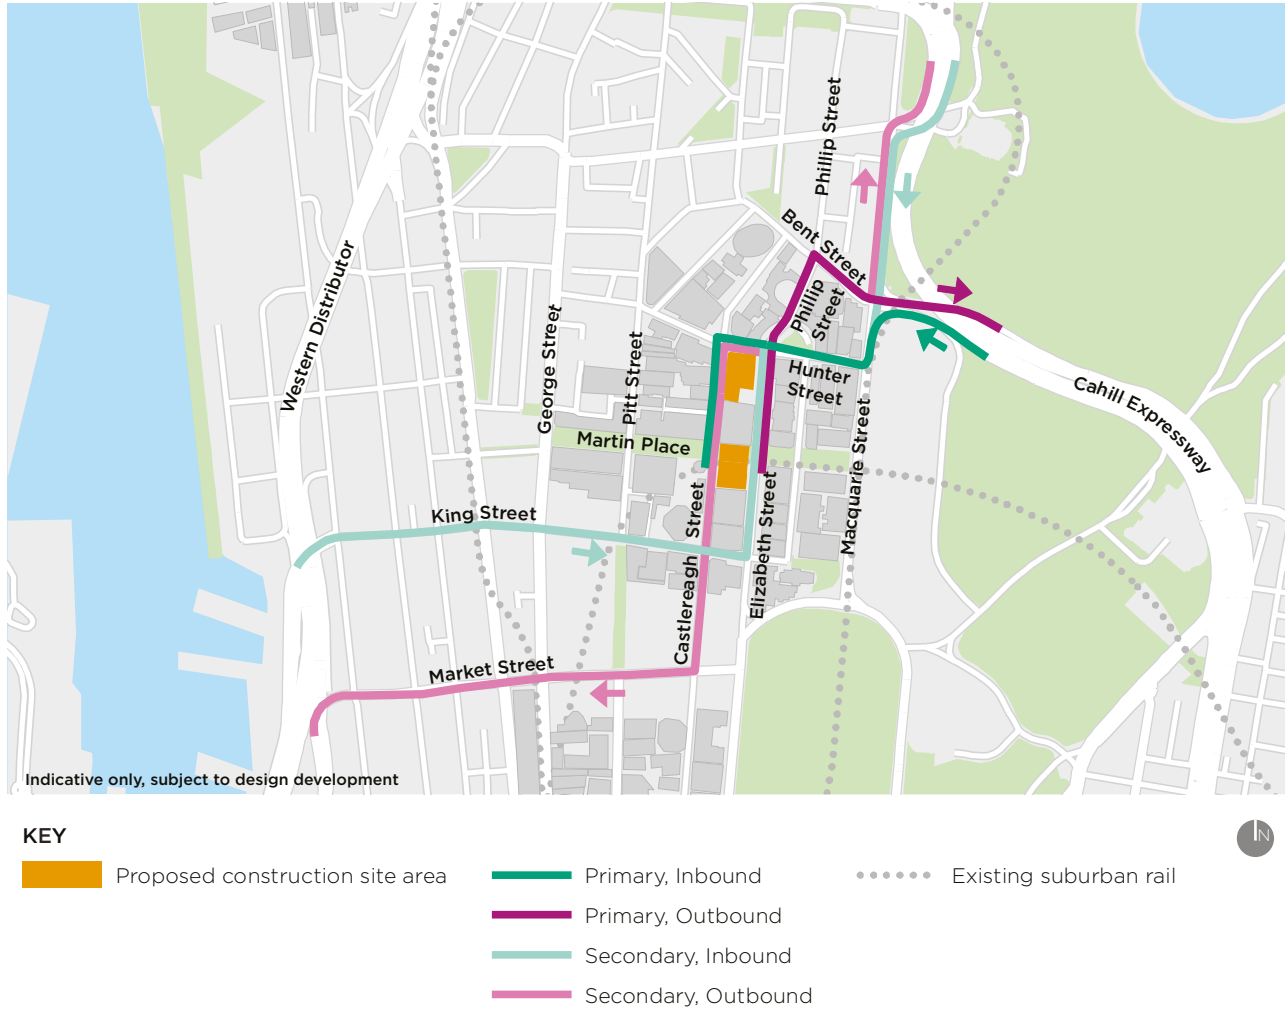 Phillip Street
Bent Street
Western Distributor
Phillip
Street
George Street
Pitt Street
Hunter
Street
Cahill Expressway
Martin Place
Macquarie Street
King Street
Castlereagh Street
Elizabeth Street
Market Street
Indicative only, subject to design development
KEY
N
Proposed construction site area
Primary, Inbound
Existing suburban rail
Primary, Outbound
Secondary, Inbound
Secondary, Outbound